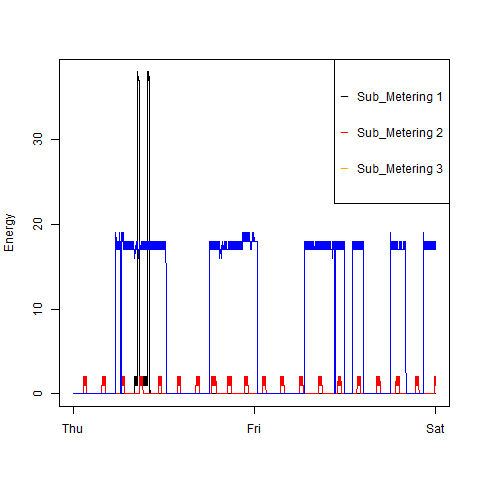 Sub_Metering 1
Sub_Metering 2
Sub_Metering 3
30
20
10
0
Energy
Thu Fri Sat